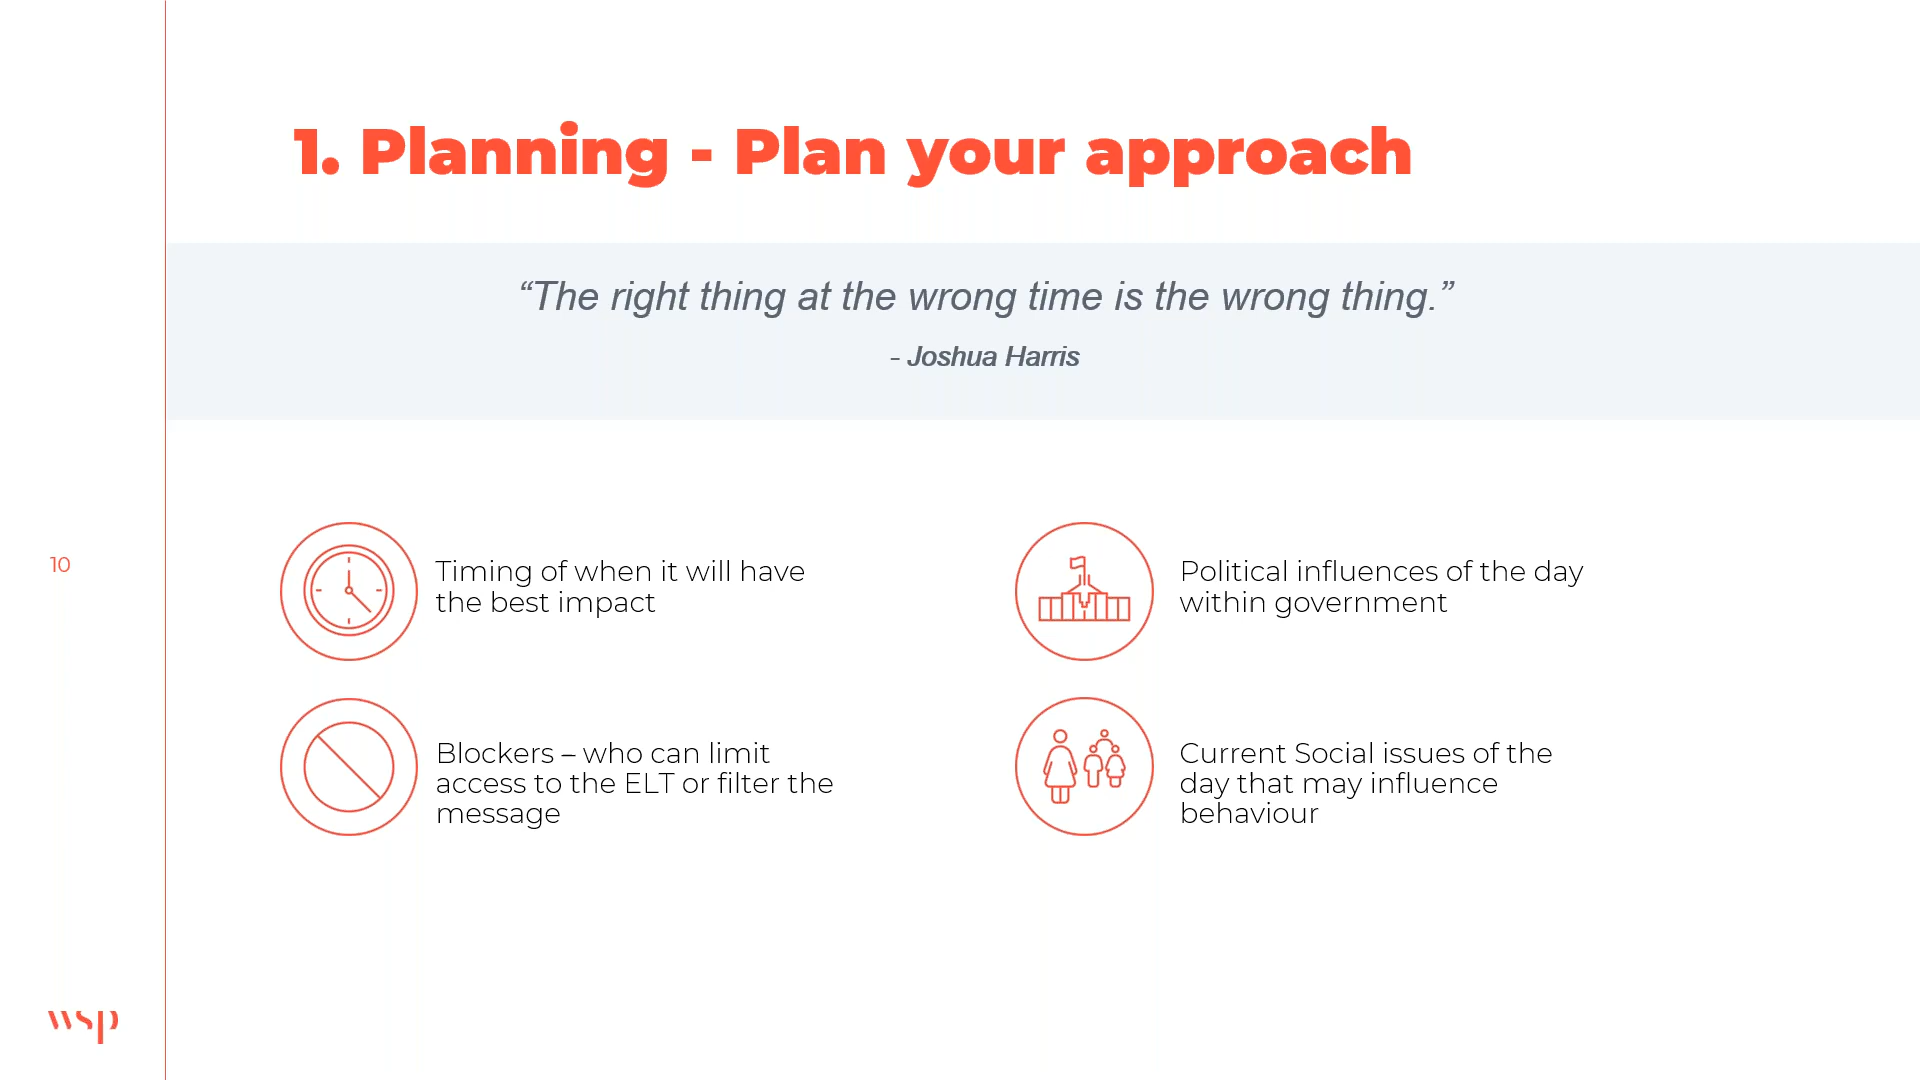 1. Planning - Plan your approach
“The right thing at the wrong time is the wrong thing.”
- Joshua Harris
Timing of when it will have
the best impact
Political influences of the day
within government
10
Blockers – who can limit
access to the ELT or filter the
message
Current Social issues of the
day that may influence
behaviour
wsp